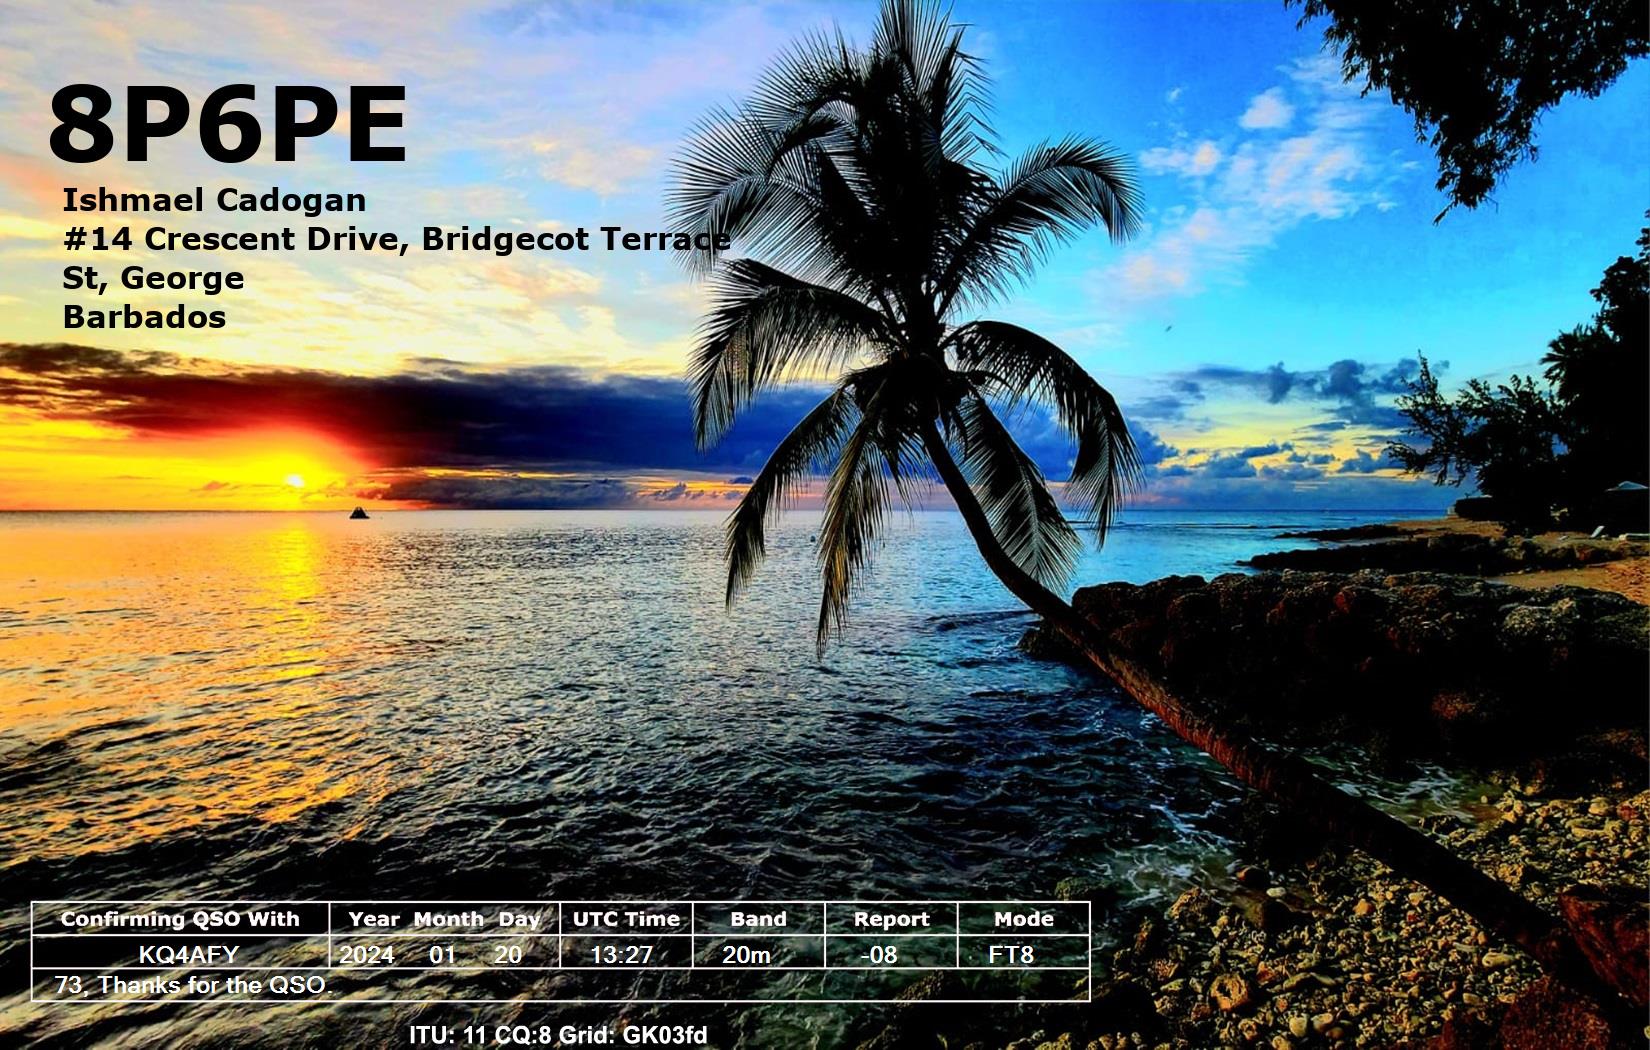 8P6PE
Ishmael Cadogan
#14 Crescent Drive, Bridgecot Terrace
St, George
Barbados
Confirming QSO With Year Month Day UTC Time Band Report Mode
KQ4AFY 2024 01 20 13:27 20m -08 FT8
73, Thanks for the QSO.
ITU: 11 CQ:8 Grid: GK03fd